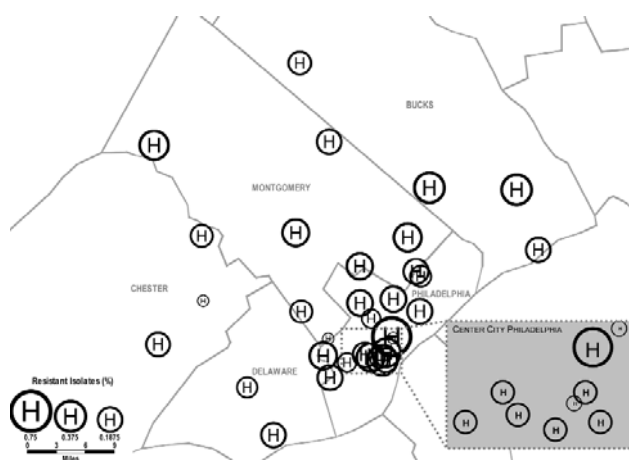 H
H
BUCKS
H
H
MONTGOMERY
H
H
H
H
H
H
H
H
H
CHESTER
H
PHILADELPHIA
H
H
H
H
H
H
CENTER CITY PHILADELPHIA
H
H
H
H
H
H
DELAWARE
H
H
H
H
H
H
H
H
H
H
H
Resistant Isolates (%)
H H H
0.75 0.375 0.1875
0 3 6 9
Miles
H